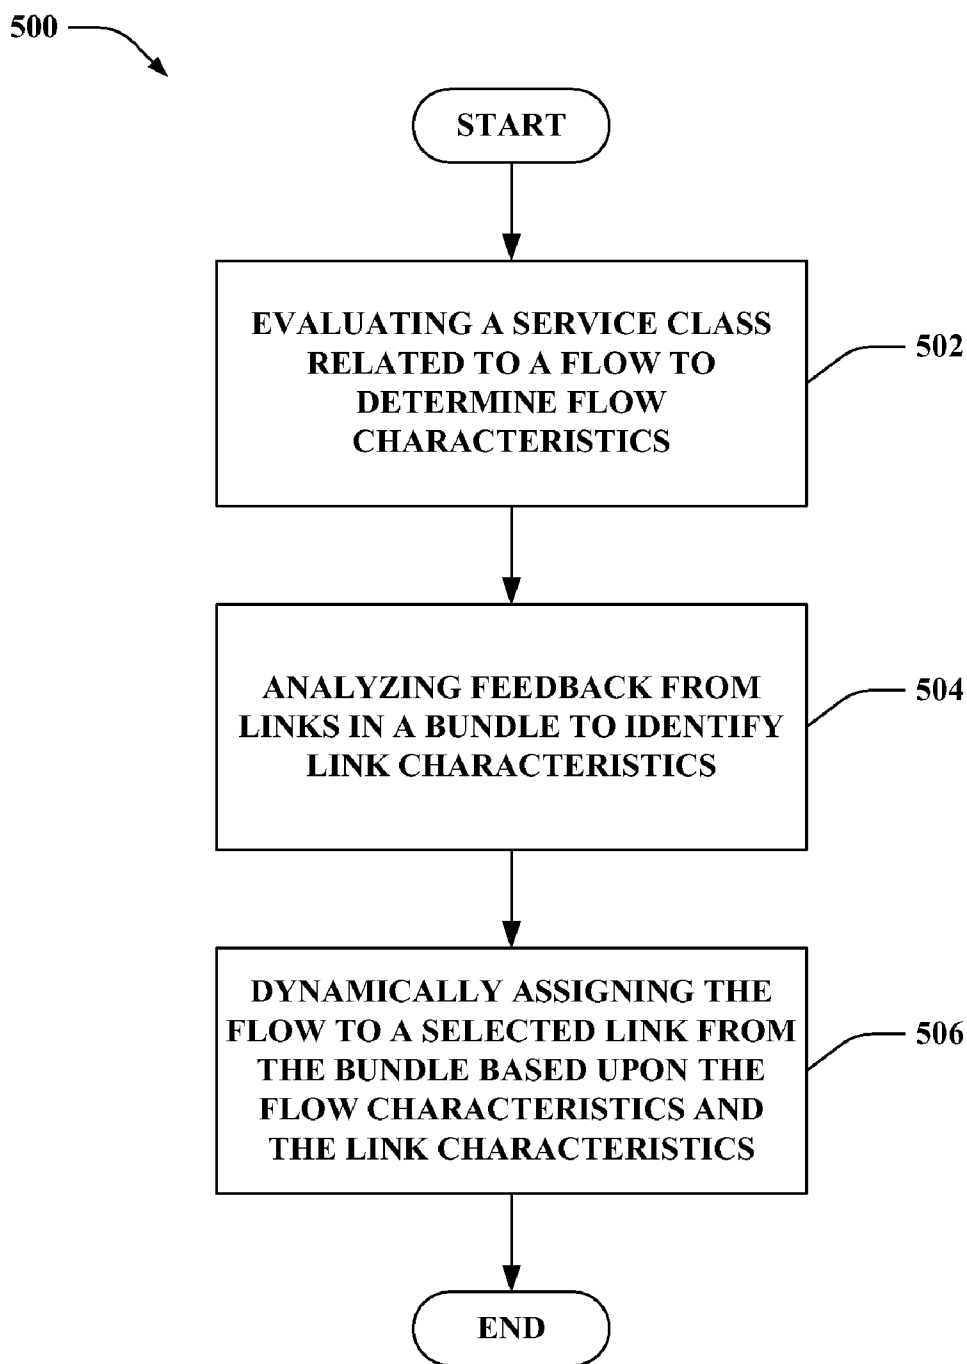 500
START
EVALUATING A SERVICE CLASS
RELATED TO A FLOW TO
DETERMINE FLOW
CHARACTERISTICS
502
ANALYZING FEEDBACK FROM
LINKS IN A BUNDLE TO IDENTIFY
LINK CHARACTERISTICS
504
DYNAMICALLY ASSIGNING THE
FLOW TO A SELECTED LINK FROM
THE BUNDLE BASED UPON THE
FLOW CHARACTERISTICS AND
THE LINK CHARACTERISTICS
506
END